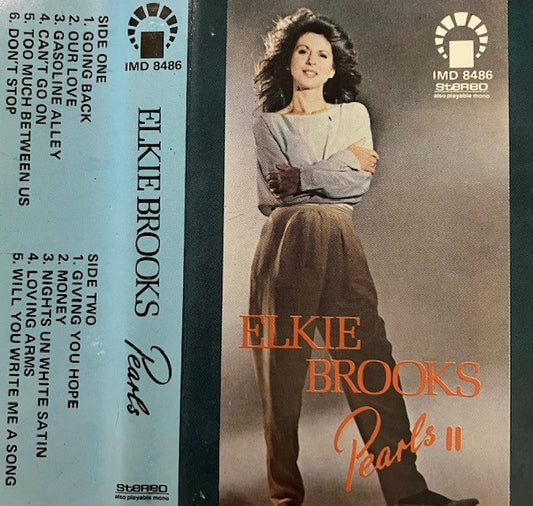 SIDE ONE
1. GOING BACK
2. OUR LOVE
3. GASOLINE ALLEY
4. CAN'T GO ON
5. TOO MUCH BETWEEN US
6. DON'T STOP
SIDE TWO
1. GIVING YOU HOPE
2. MONEY
3. NIGHTS UN WHITE SATIN
4. LOVING ARMS
5. WILL YOU WRITE ME A SONG
IMD 8486
ELKIE BROOKS
Pearls
STEREO
also playable mono
IMD 8486
STEREO
also playable mono
ELKIE
BROOKS
Pearls II